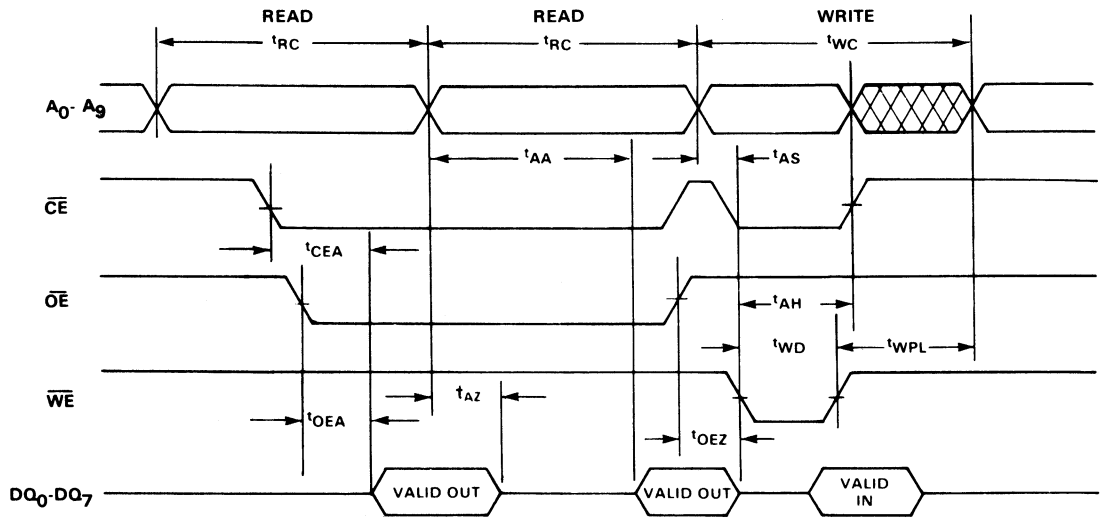 READ READ WRITE
tRC tRC tWC
A0- A9
tAA tAS
CE
tCEA
OE
tAH
tWD tWPL
WE
tAZ
tOEA
tOEZ
DQ0-DQ7 VALID OUT VALID OUT VALID
IN